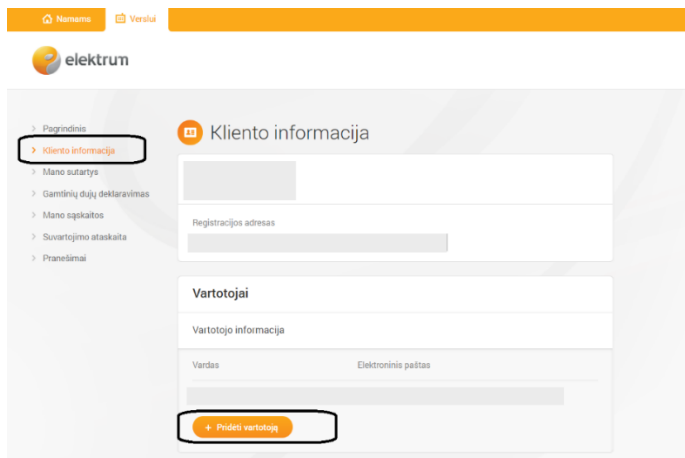 Namams Verslui
elektrum
Pagrindinis
Kliento informacija
Mano sutartys
Gamtinių dujų deklaravimas
Mano sąskaitos
Suvartojimo ataskaita
Pranešimai
Kliento informacija
Registracijos adresas
Vartotojai
Vartotojo informacija
Vardas Elektroninis paštas
+ Pridėti vartotoją